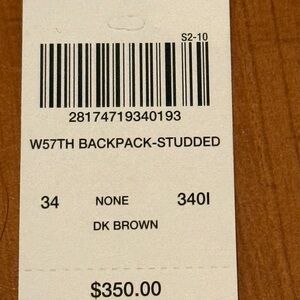 S2-10
28174719340193
W57TH BACKPACK-STUDDED
34 NONE 340I
DK BROWN
$350.00